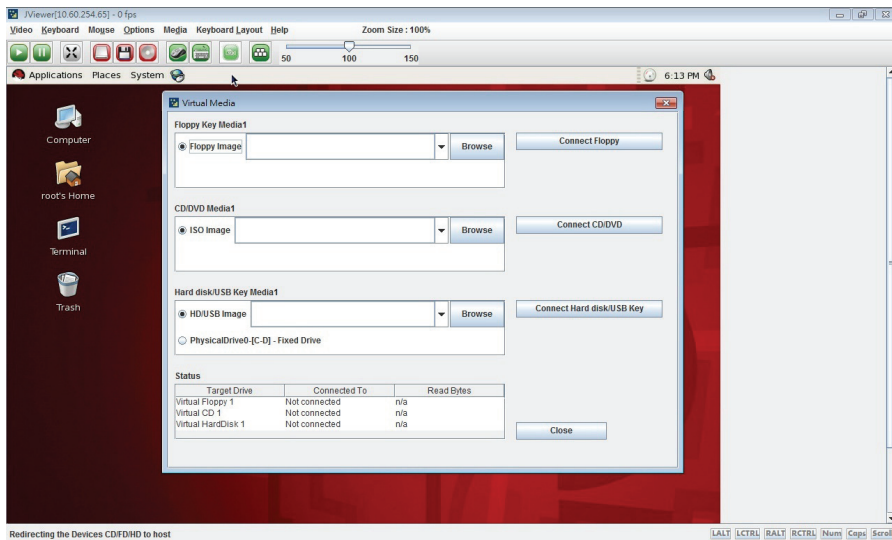 JViewer[10.60.254.65] - 0 fps
Video Keyboard Mouse Options Media Keyboard Layout Help Zoom Size : 100%
50 100 150
Applications Places System 6:13 PM
Computer
root's Home
Terminal
Trash
Virtual Media
Floppy Key Media1
Floppy Image Browse Connect Floppy
CD/DVD Media1
ISO Image Browse Connect CD/DVD
Hard disk/USB Key Media1
HD/USB Image Browse Connect Hard disk/USB Key
PhysicalDrive0-[C-D] - Fixed Drive
Status
Target Drive Connected To Read Bytes
Virtual Floppy 1 Not connected n/a
Virtual CD 1 Not connected n/a
Virtual HardDisk 1 Not connected n/a
Close
Redirecting the Devices CD/FD/HD to host LALT LCTRL RALT RCTRL Num Caps Scrol